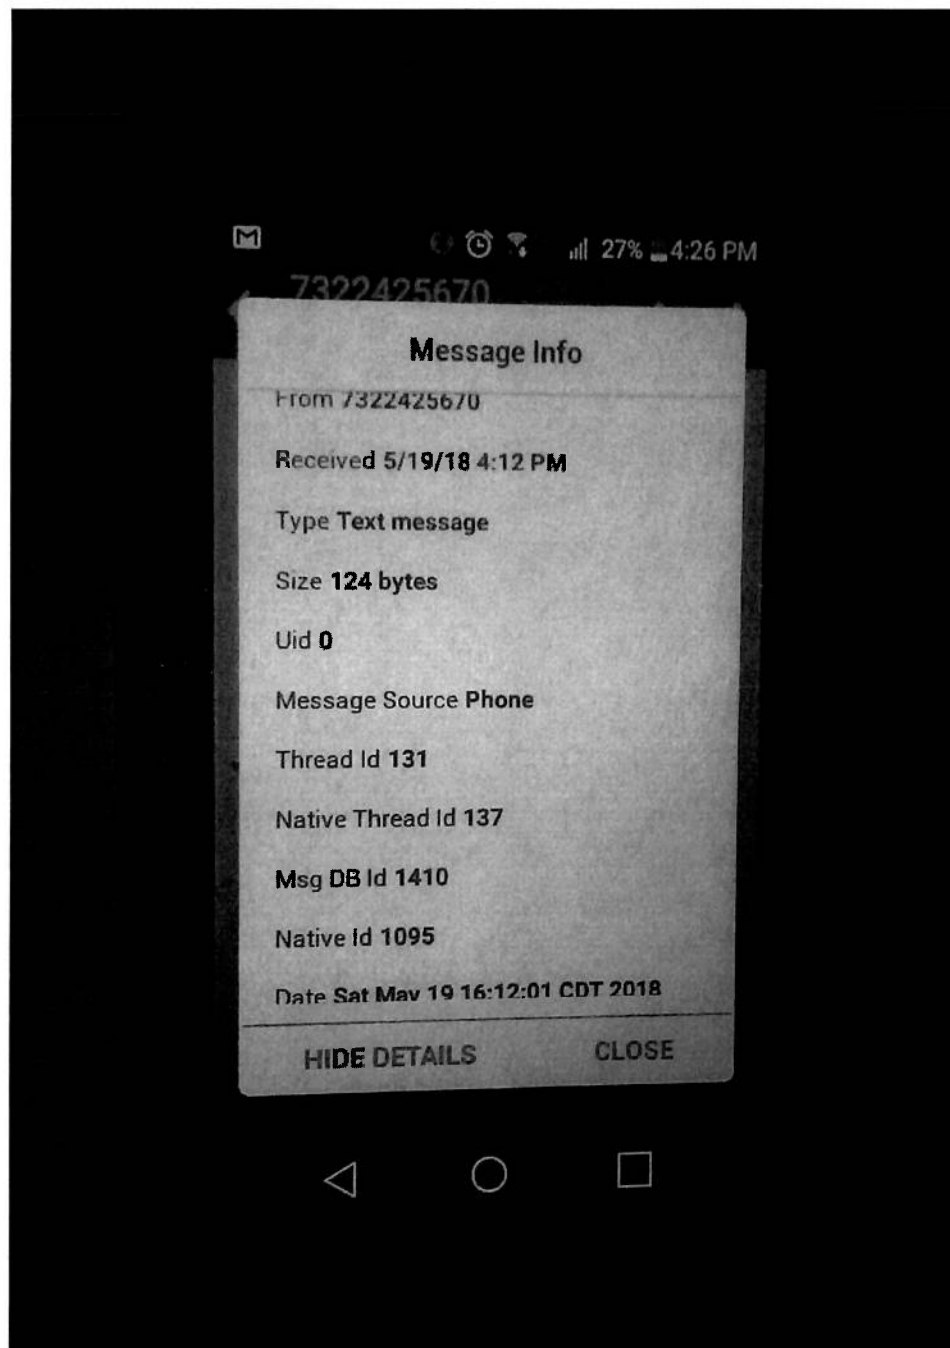 27% 4:26 PM
7322425670
Message Info
From 7322425670
Received 5/19/18 4:12 PM
Type Text message
Size 124 bytes
Uid 0
Message Source Phone
Thread Id 131
Native Thread Id 137
Msg DB Id 1410
Native Id 1095
Date Sat May 19 16:12:01 CDT 2018
HIDE DETAILS CLOSE